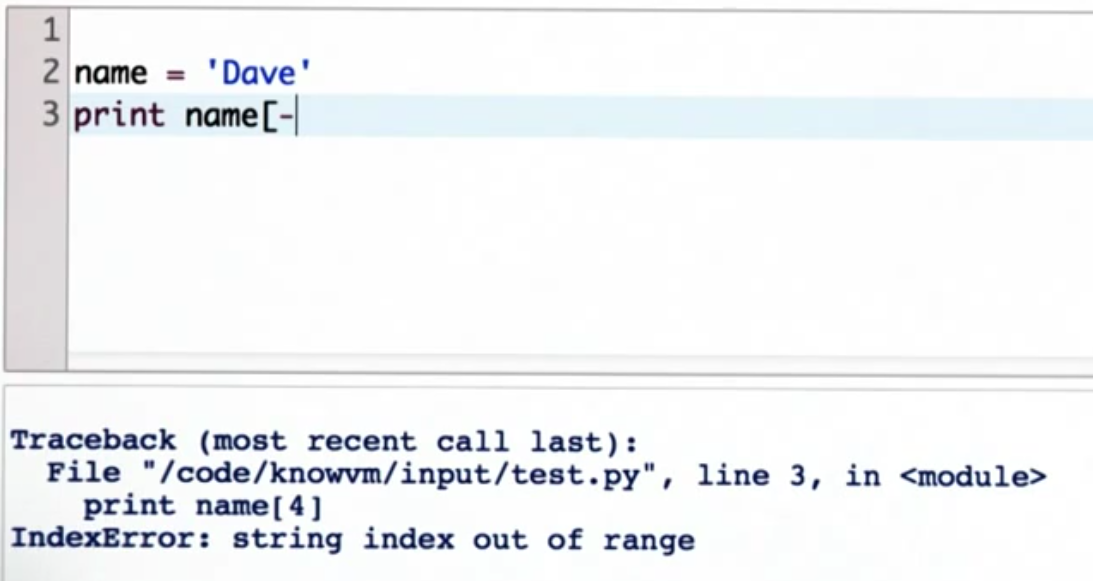 1
2 name = 'Dave'
3 print name[-
Traceback (most recent call last):
  File "/code/knowvm/input/test.py", line 3, in <module>
    print name[4]
IndexError: string index out of range